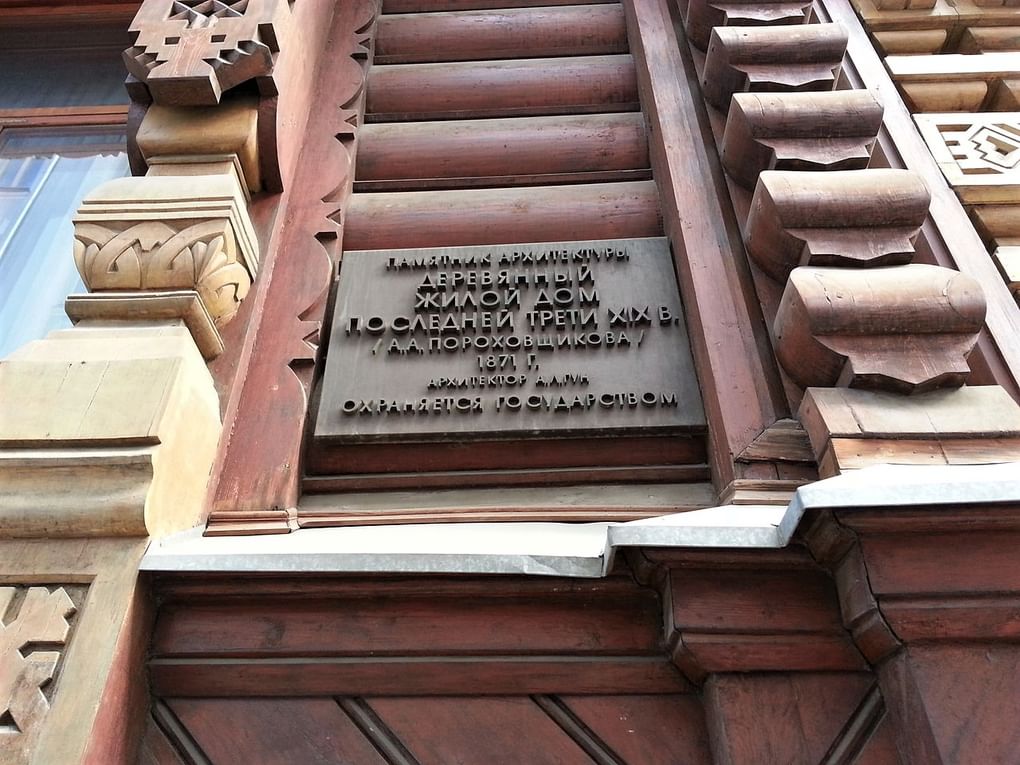 ПАМЯТНИК АРХИТЕКТУРЫ
ДЕРЕВЯННЫЙ
ЖИЛОЙ ДОМ
ПОСЛЕДНЕЙ ТРЕТИ XIX В.
/А.А. ПОРОХОВЩИКОВА/
1871 Г.
АРХИТЕКТОР А.Л.ГУН
ОХРАНЯЕТСЯ ГОСУДАРСТВОМ